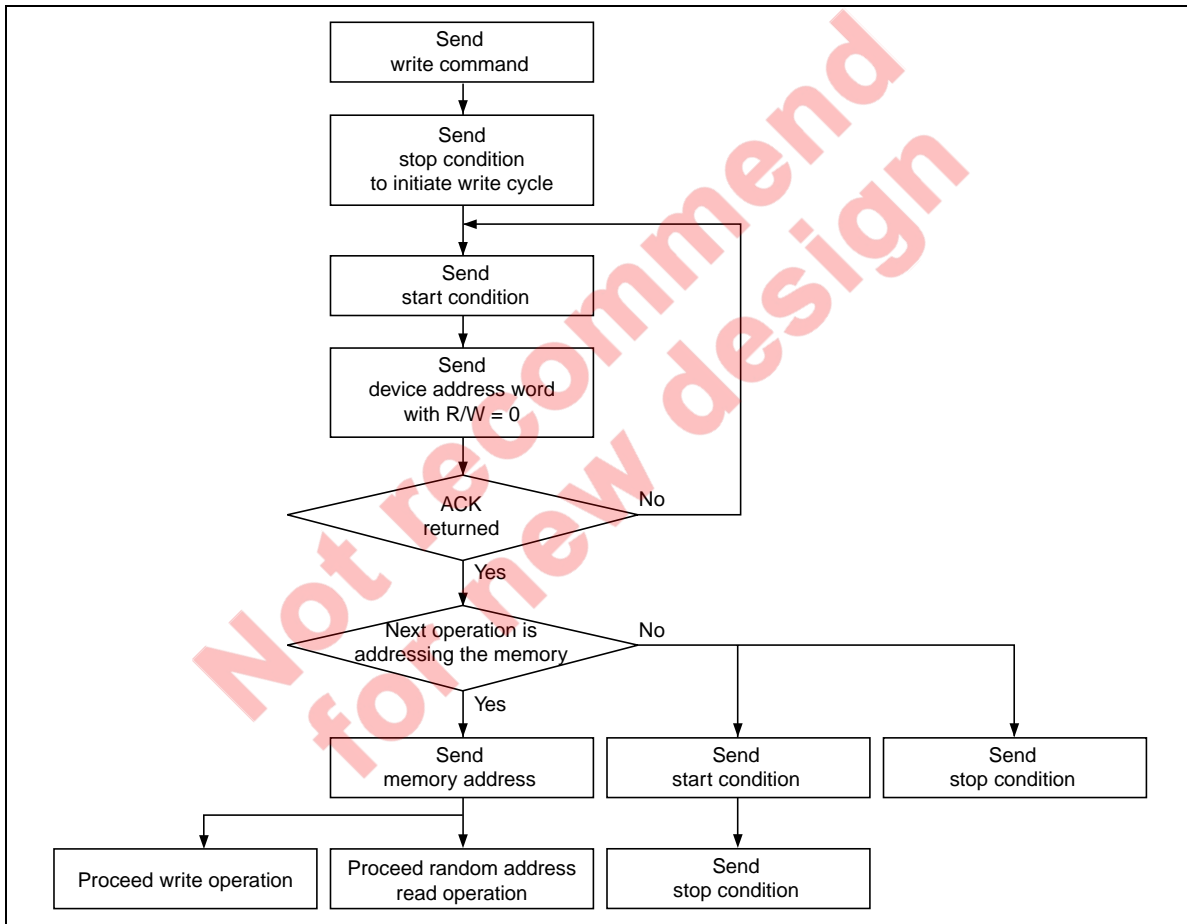 Send
write command
Send
stop condition
to initiate write cycle
Send
start condition
Send
device address word
with R/W = 0
ACK
returned
No
Yes
Next operation is
addressing the memory
No
Yes
Send
memory address
Send
start condition
Send
stop condition
Proceed write operation
Proceed random address
read operation
Send
stop condition
Not recommend
for new design